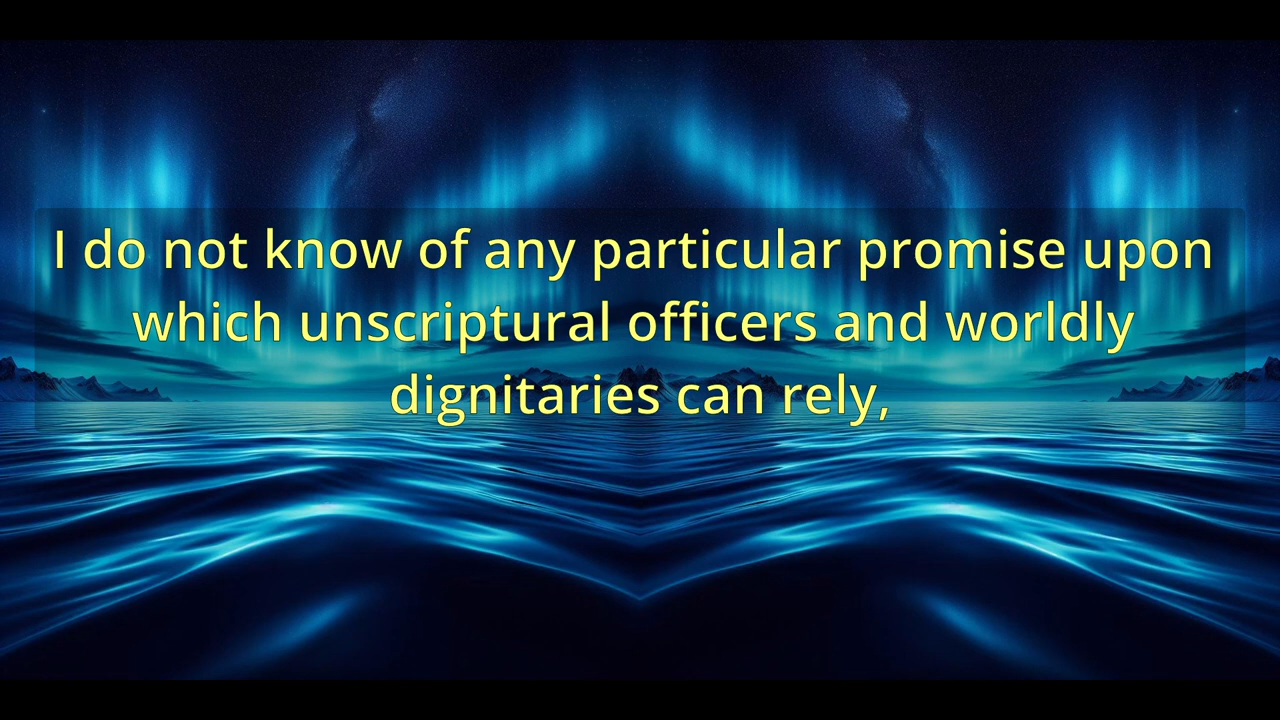 I do not know of any particular promise upon
which unscriptural officers and worldly
dignitaries can rely,